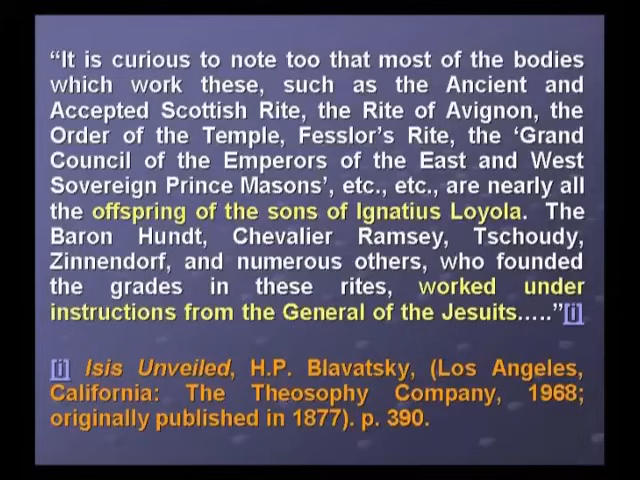 “It is curious to note too that most of the bodies
which work these, such as the Ancient and
Accepted Scottish Rite, the Rite of Avignon, the
Order of the Temple, Fesslor’s Rite, the ‘Grand
Council of the Emperors of the East and West
Sovereign Prince Masons’, etc., etc., are nearly all
the offspring of the sons of Ignatius Loyola. The
Baron Hundt, Chevalier Ramsey, Tschoudy,
Zinnendorf, and numerous others, who founded
the grades in these rites, worked under
instructions from the General of the Jesuits…..”[i]
[i] Isis Unveiled, H.P. Blavatsky, (Los Angeles,
California: The Theosophy Company, 1968;
originally published in 1877). p. 390.